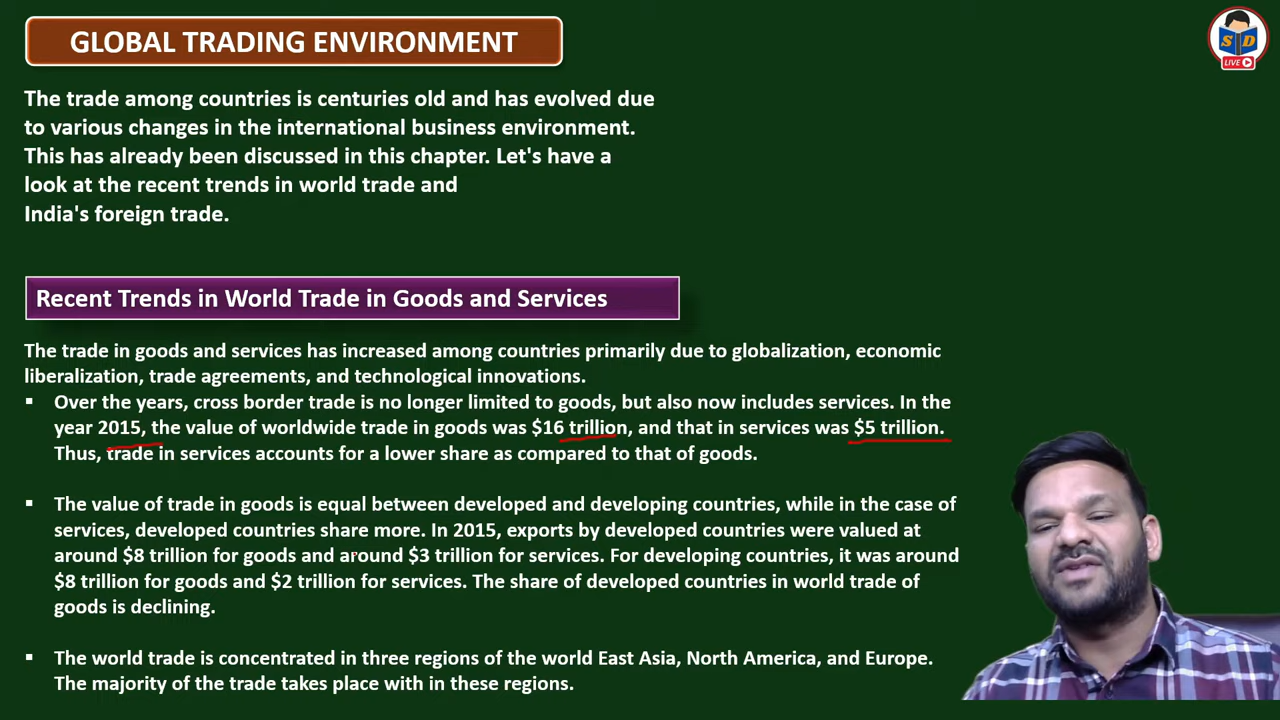 GLOBAL TRADING ENVIRONMENT
S D
LIVE
The trade among countries is centuries old and has evolved due
to various changes in the international business environment.
This has already been discussed in this chapter. Let's have a
look at the recent trends in world trade and
India's foreign trade.
Recent Trends in World Trade in Goods and Services
The trade in goods and services has increased among countries primarily due to globalization, economic
liberalization, trade agreements, and technological innovations.
▪ Over the years, cross border trade is no longer limited to goods, but also now includes services. In the
year 2015, the value of worldwide trade in goods was $16 trillion, and that in services was $5 trillion.
Thus, trade in services accounts for a lower share as compared to that of goods.
▪ The value of trade in goods is equal between developed and developing countries, while in the case of
services, developed countries share more. In 2015, exports by developed countries were valued at
around $8 trillion for goods and around $3 trillion for services. For developing countries, it was around
$8 trillion for goods and $2 trillion for services. The share of developed countries in world trade of
goods is declining.
▪ The world trade is concentrated in three regions of the world East Asia, North America, and Europe.
The majority of the trade takes place with in these regions.